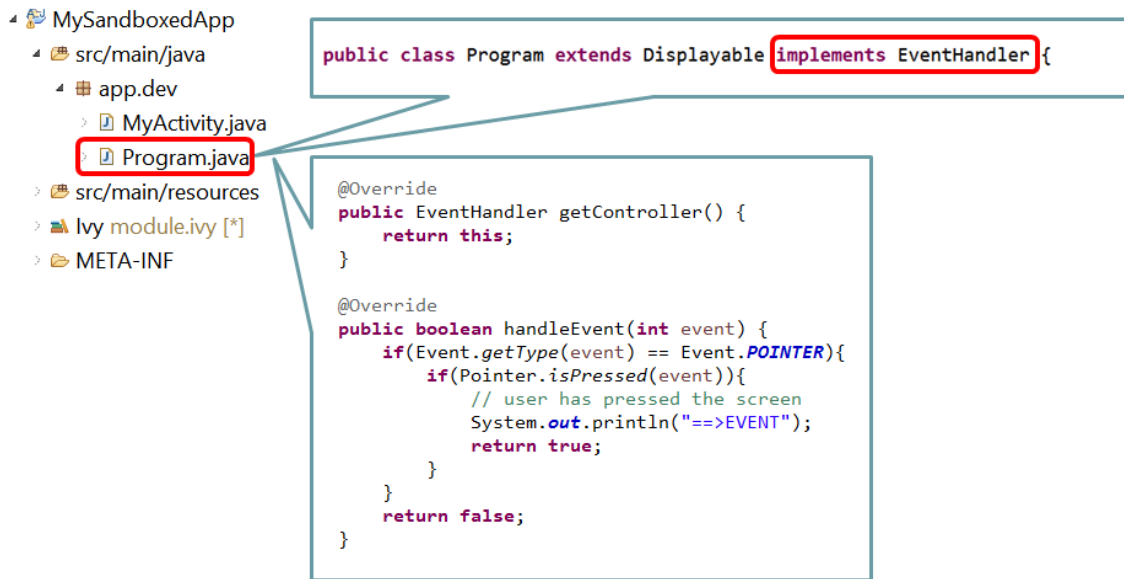 MySandboxedApp
src/main/java
app.dev
MyActivity.java
Program.java
src/main/resources
Ivy module.ivy [*]
META-INF
public class Program extends Displayable implements EventHandler {
@Override
public EventHandler getController() {
return this;
}
@Override
public boolean handleEvent(int event) {
if(Event.getType(event) == Event.POINTER){
if(Pointer.isPressed(event)){
// user has pressed the screen
System.out.println("==>EVENT");
return true;
}
}
return false;
}